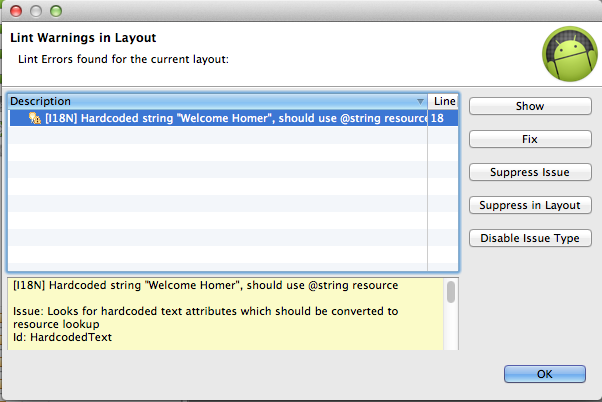 Lint Warnings in Layout
Lint Errors found for the current layout:
Description Line
[I18N] Hardcoded string "Welcome Homer", should use @string resource 18
Show
Fix
Suppress Issue
Suppress in Layout
Disable Issue Type
[I18N] Hardcoded string "Welcome Homer", should use @string resource
Issue: Looks for hardcoded text attributes which should be converted to
resource lookup
Id: HardcodedText
OK